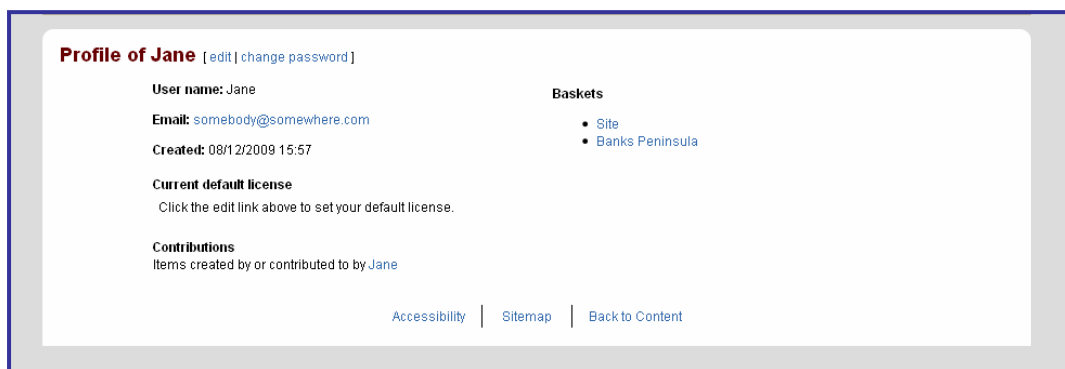 Profile of Jane [ edit | change password ]
User name: Jane
Email: somebody@somewhere.com
Created: 08/12/2009 15:57
Current default license
Click the edit link above to set your default license.
Contributions
Items created by or contributed to by Jane
Baskets
• Site
• Banks Peninsula
Accessibility | Sitemap | Back to Content